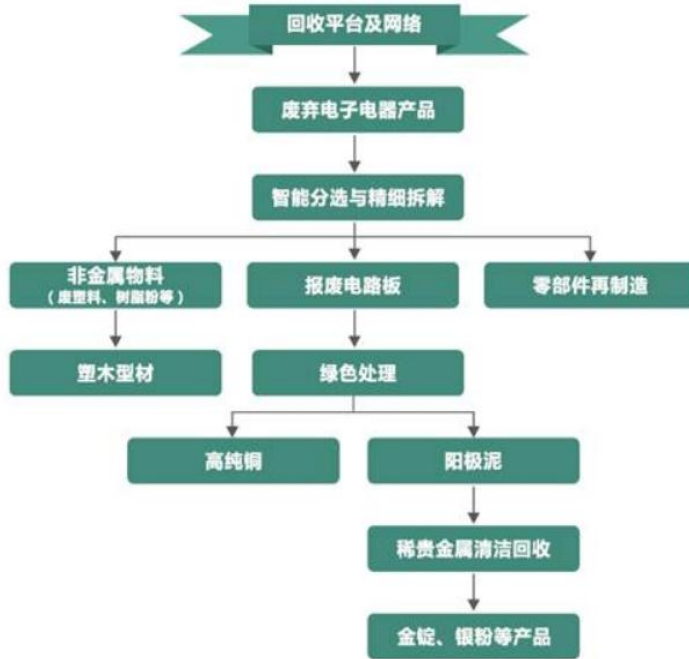 回收平台及网络
废弃电子电器产品
智能分选与精细拆解
非金属物料
（废塑料、树脂粉等）
报废电路板
零部件再制造
塑木型材
绿色处理
高纯铜
阳极泥
稀贵金属清洁回收
金锭、银粉等产品